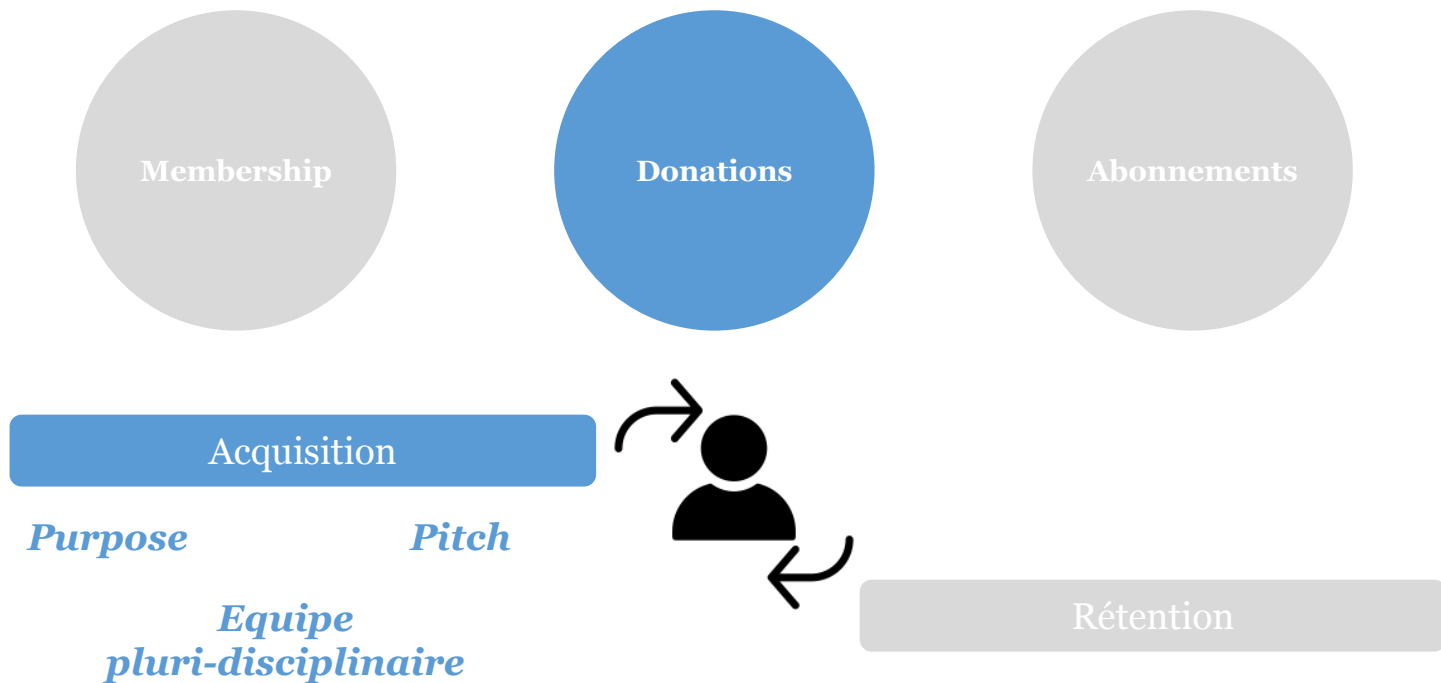 Membership
Donations
Abonnements
Acquisition
Purpose
Pitch
Equipe
pluri-disciplinaire
Rétention